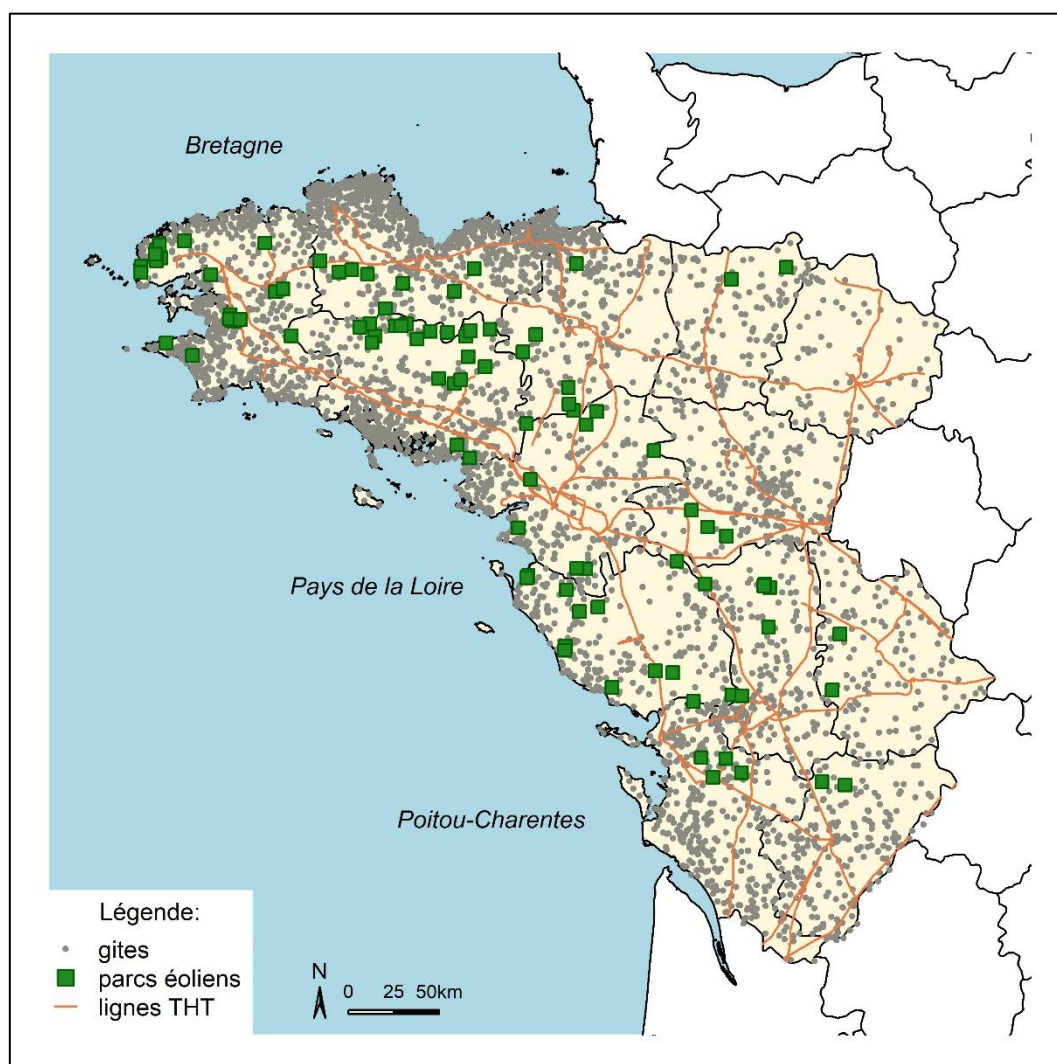 Bretagne
Pays de la Loire
Poitou-Charentes
Légende:
gites
parcs éoliens
lignes THT
N
0 25 50km